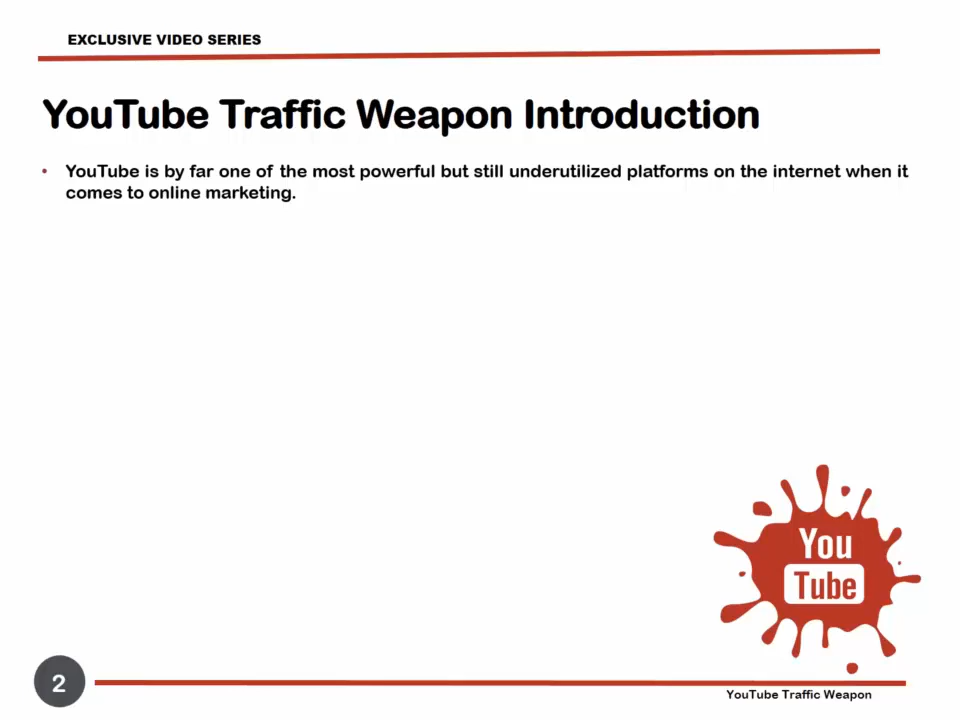 EXCLUSIVE VIDEO SERIES
YouTube Traffic Weapon Introduction
• YouTube is by far one of the most powerful but still underutilized platforms on the internet when it
comes to online marketing.
You
Tube
2
YouTube Traffic Weapon